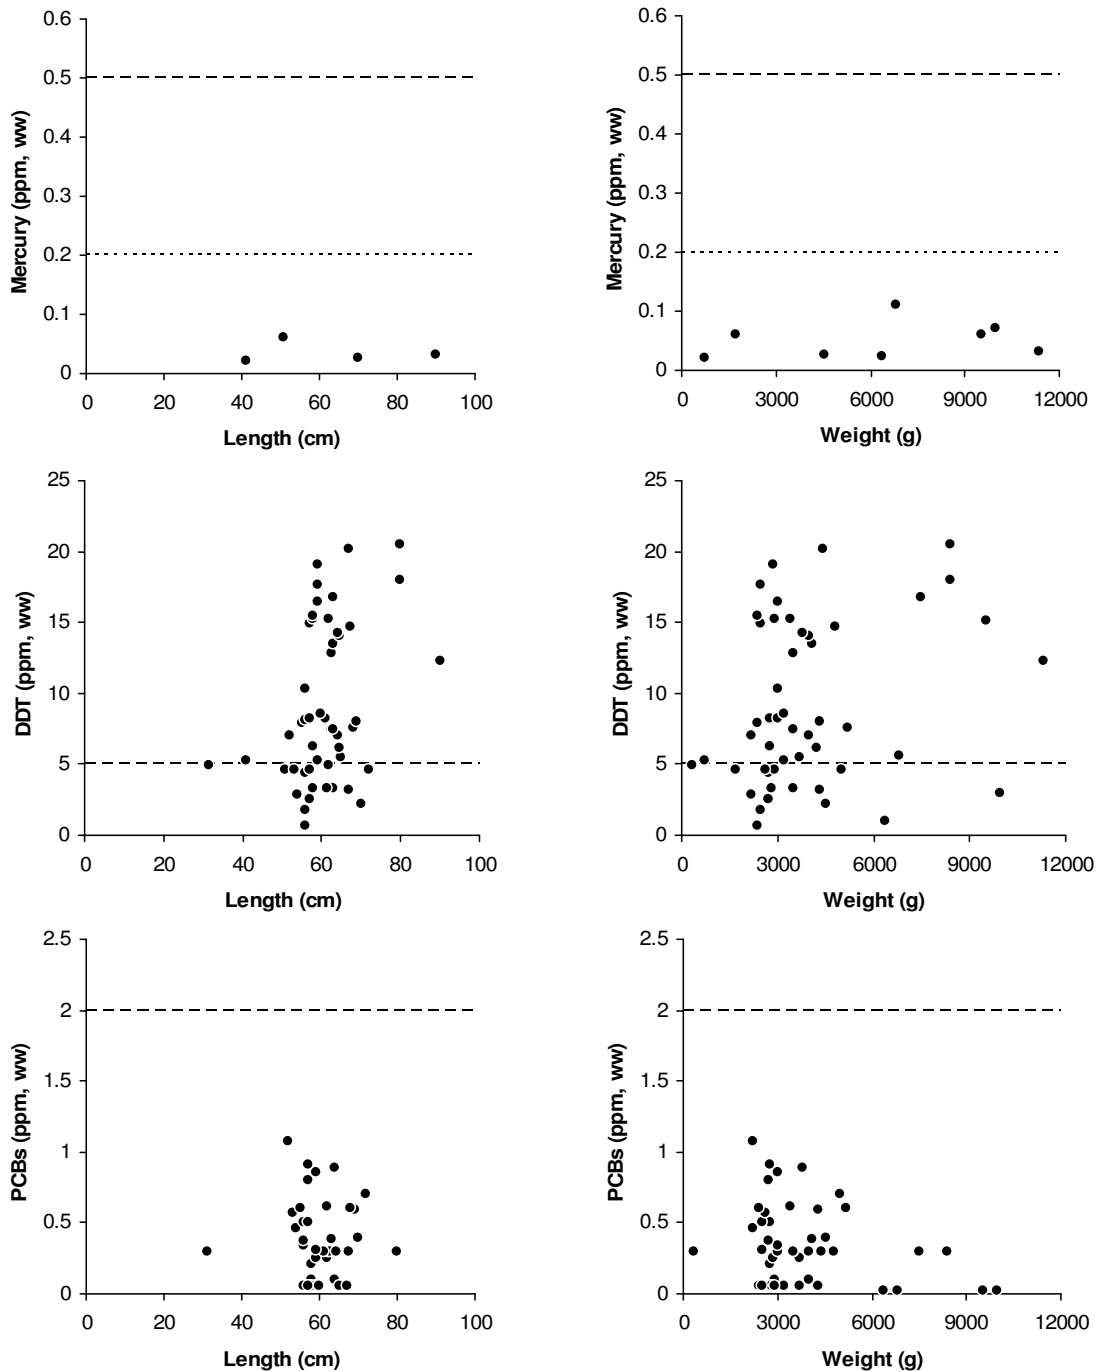 0.6
0.5
0.4
0.3
0.2
0.1
0
Mercury (ppm, ww)
0 20 40 60 80 100
Length (cm)
0.6
0.5
0.4
0.3
0.2
0.1
0
Mercury (ppm, ww)
0 3000 6000 9000 12000
Weight (g)
25
20
15
10
5
0
DDT (ppm, ww)
0 20 40 60 80 100
Length (cm)
25
20
15
10
5
0
DDT (ppm, ww)
0 3000 6000 9000 12000
Weight (g)
2.5
2
1.5
1
0.5
0
PCBs (ppm, ww)
0 20 40 60 80 100
Length (cm)
2.5
2
1.5
1
0.5
0
PCBs (ppm, ww)
0 3000 6000 9000 12000
Weight (g)